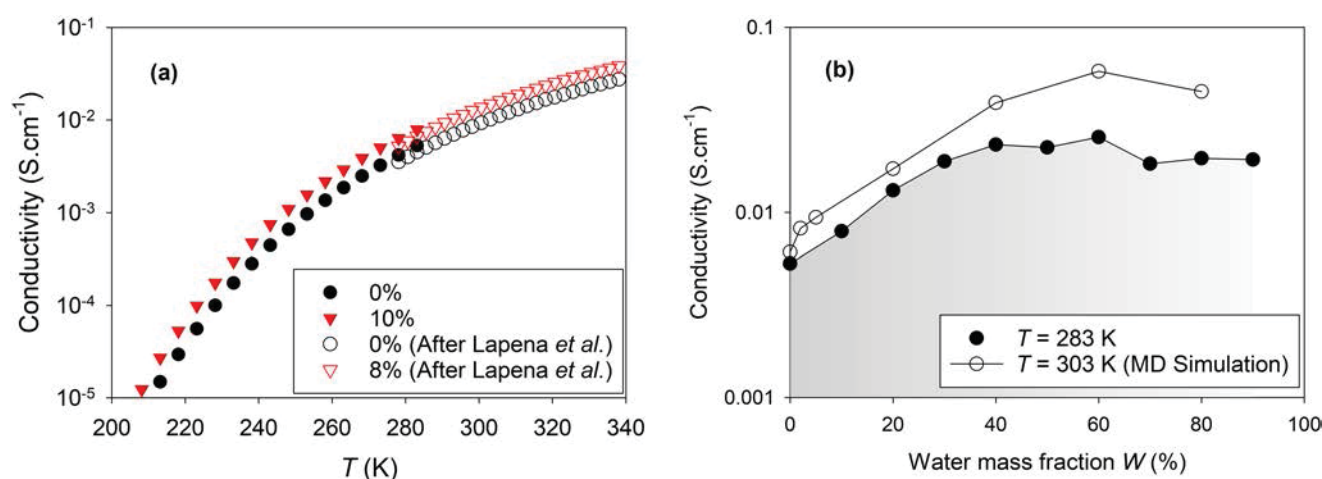 (a)
Conductivity (S.cm⁻¹)
10⁻¹
10⁻²
10⁻³
10⁻⁴
10⁻⁵
200 220 240 260 280 300 320 340
T (K)
0%
10%
0% (After Lapena et al.)
8% (After Lapena et al.)
(b)
Conductivity (S.cm⁻¹)
0.1
0.01
0.001
0 20 40 60 80 100
Water mass fraction W (%)
T = 283 K
T = 303 K (MD Simulation)